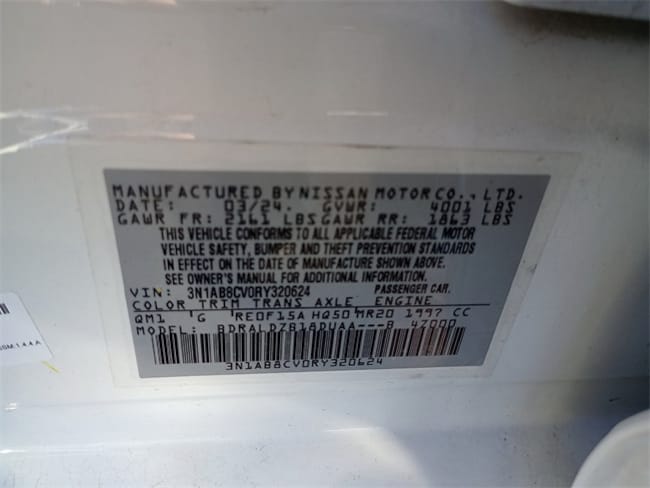 MANUFACTURED BY NISSAN MOTOR CO., LTD.
DATE: 03/24. GVWR: 4001 LBS
GAWR FR: 2161 LBS GAWR RR: 1863 LBS
THIS VEHICLE CONFORMS TO ALL APPLICABLE FEDERAL MOTOR
VEHICLE SAFETY, BUMPER AND THEFT PREVENTION STANDARDS
IN EFFECT ON THE DATE OF MANUFACTURE SHOWN ABOVE.
SEE OWNER'S MANUAL FOR ADDITIONAL INFORMATION.
VIN: 3N1AB8CV0RY320624 PASSENGER CAR.
COLOR TRIM TRANS AXLE ENGINE
QM1 G RE0F15A HQ50 MR20 1997 CC
MODEL: BDRALDZB18DUAA---B 4Z000
3N1AB8CV0RY320624